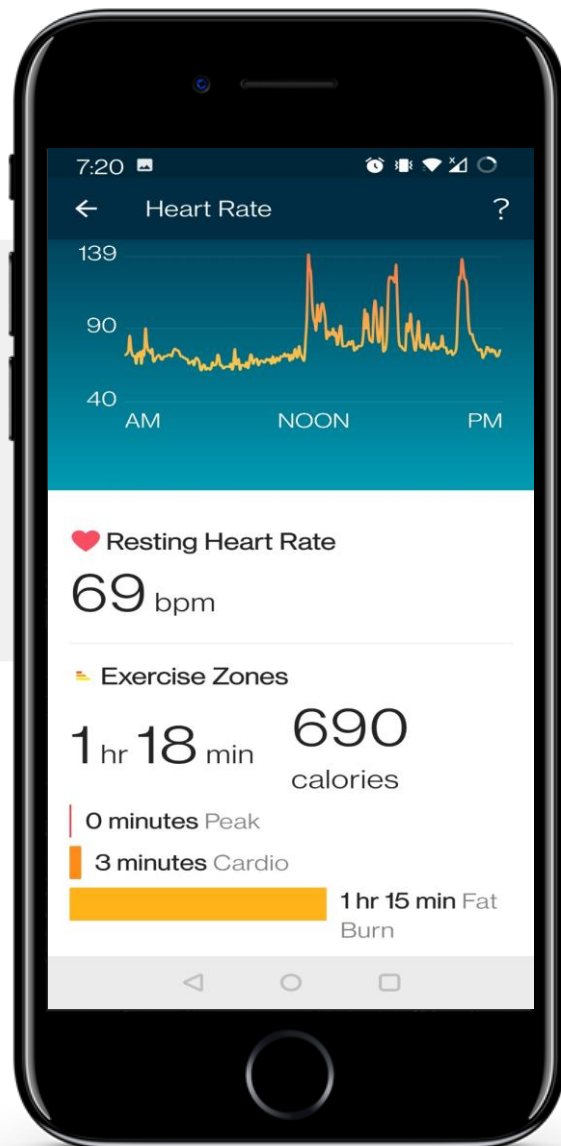 7:20
Heart Rate ?
139
90
40
AM NOON PM
Resting Heart Rate
69 bpm
Exercise Zones
1 hr 18 min 690
calories
0 minutes Peak
3 minutes Cardio
1 hr 15 min Fat
Burn